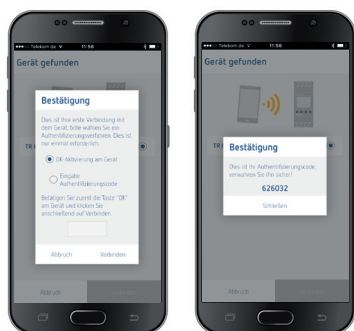 Telekom.de 11:56
Gerät gefunden
Bestätigung
Dies ist Ihre erste Verbindung mit
dem Gerät, bitte wählen Sie ein
Authentifizierungsverfahren. Dies ist
nur einmal erforderlich.
OK-Aktivierung am Gerät
Eingabe
Authentifizierungscode
Betätigen Sie zuerst die Taste "OK"
am Gerät und klicken Sie
anschließend auf Verbinden
Abbruch Verbinden
Abbruch
Telekom.de 11:56
Gerät gefunden
Bestätigung
Dies ist Ihr Authentifizierungscode,
verwahren Sie ihn sicher!
626032
Schließen
Abbruch